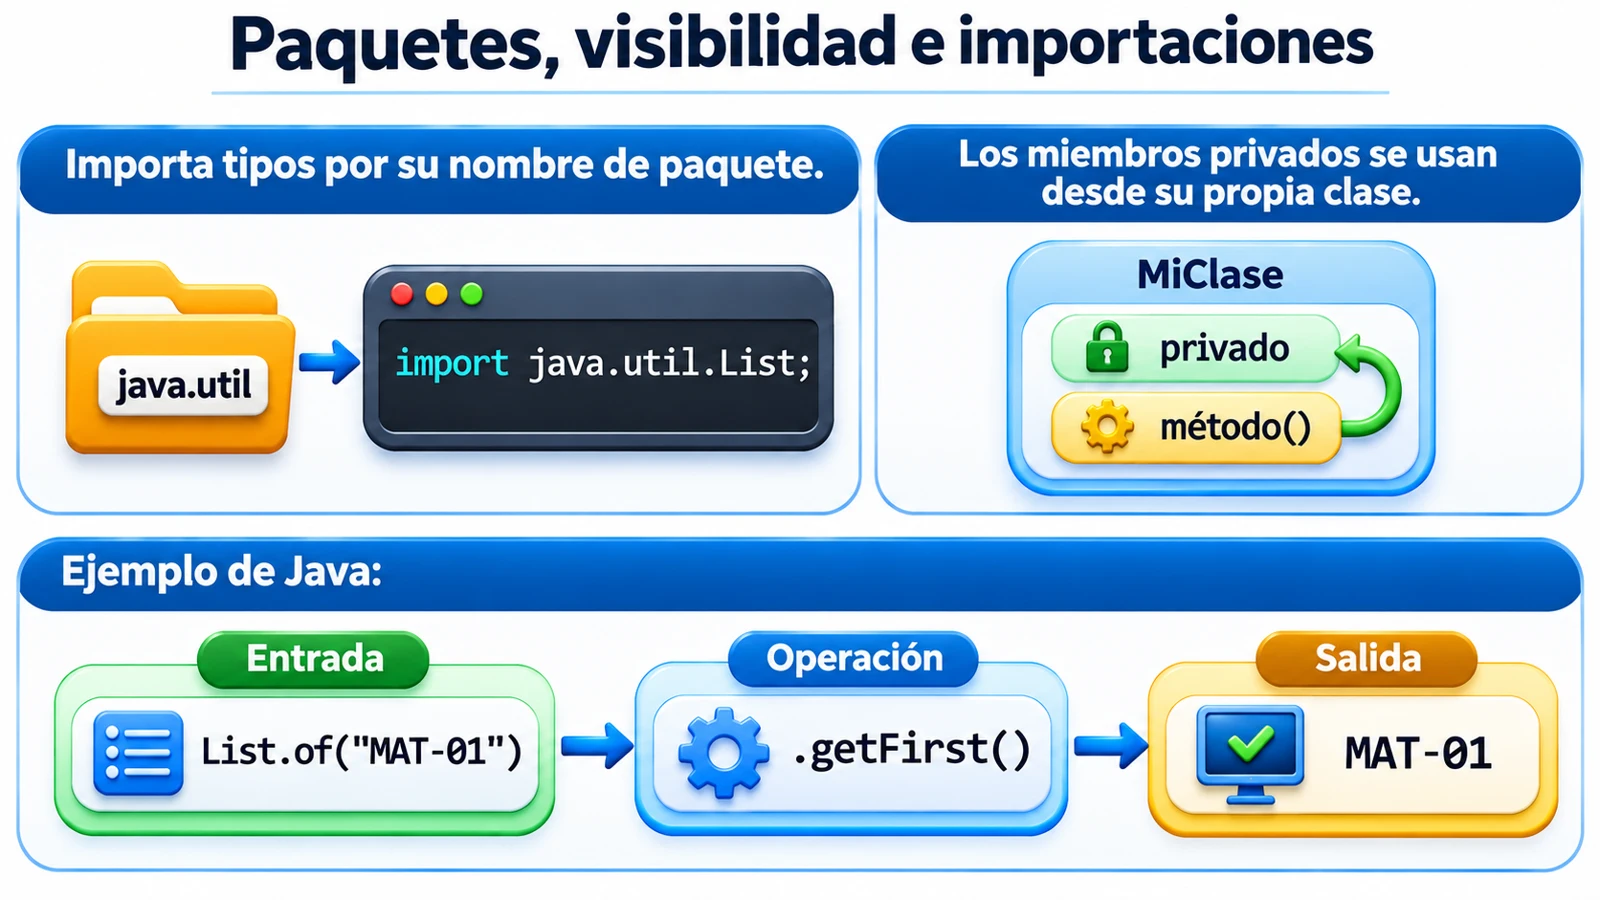 Paquetes, visibilidad e importaciones
Importa tipos por su nombre de paquete.
java.util
import java.util.List;
Los miembros privados se usan
desde su propia clase.
MiClase
privado
método()
Ejemplo de Java:
Entrada
List.of("MAT-01")
Operación
.getFirst()
Salida
MAT-01